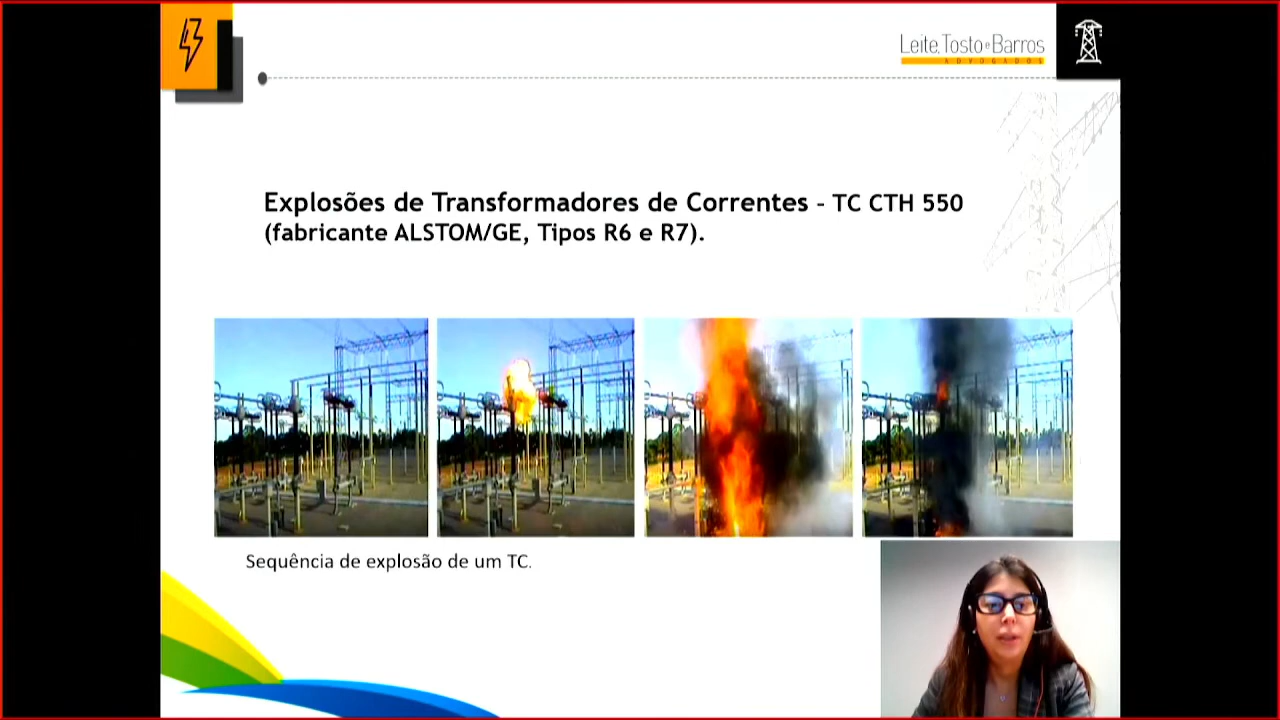 Leite, Tosto e Barros
ADVOGADOS
Explosões de Transformadores de Correntes – TC CTH 550
(fabricante ALSTOM/GE, Tipos R6 e R7).
Sequência de explosão de um TC.